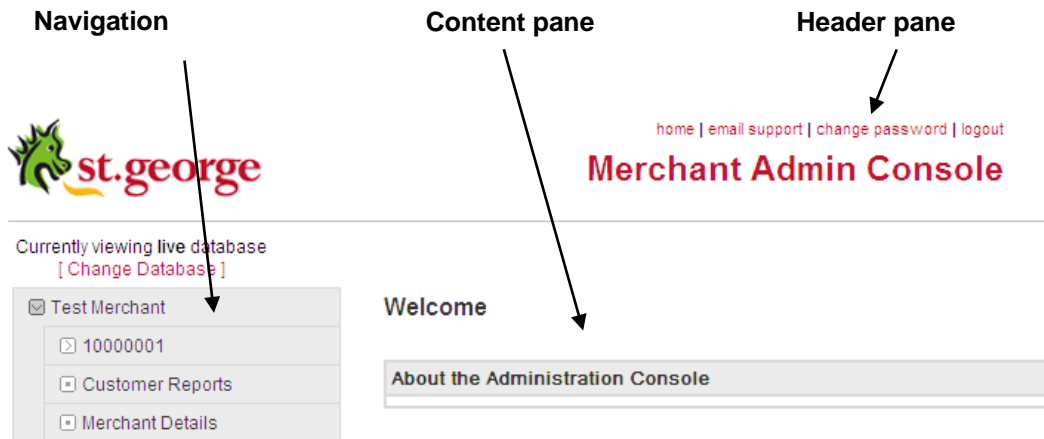 Navigation Content pane Header pane
home | email support | change password | logout
st.george
Merchant Admin Console
Currently viewing live database
[ Change Database ]
Test Merchant
Welcome
10000001
Customer Reports
About the Administration Console
Merchant Details